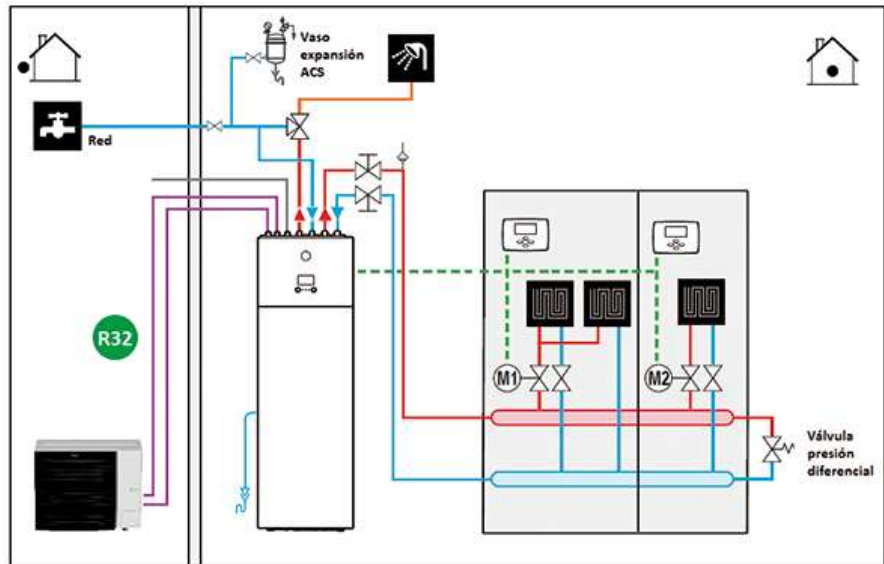 Vaso
expansión
ACS
Red
R32
M1
M2
Válvula
presión
diferencial